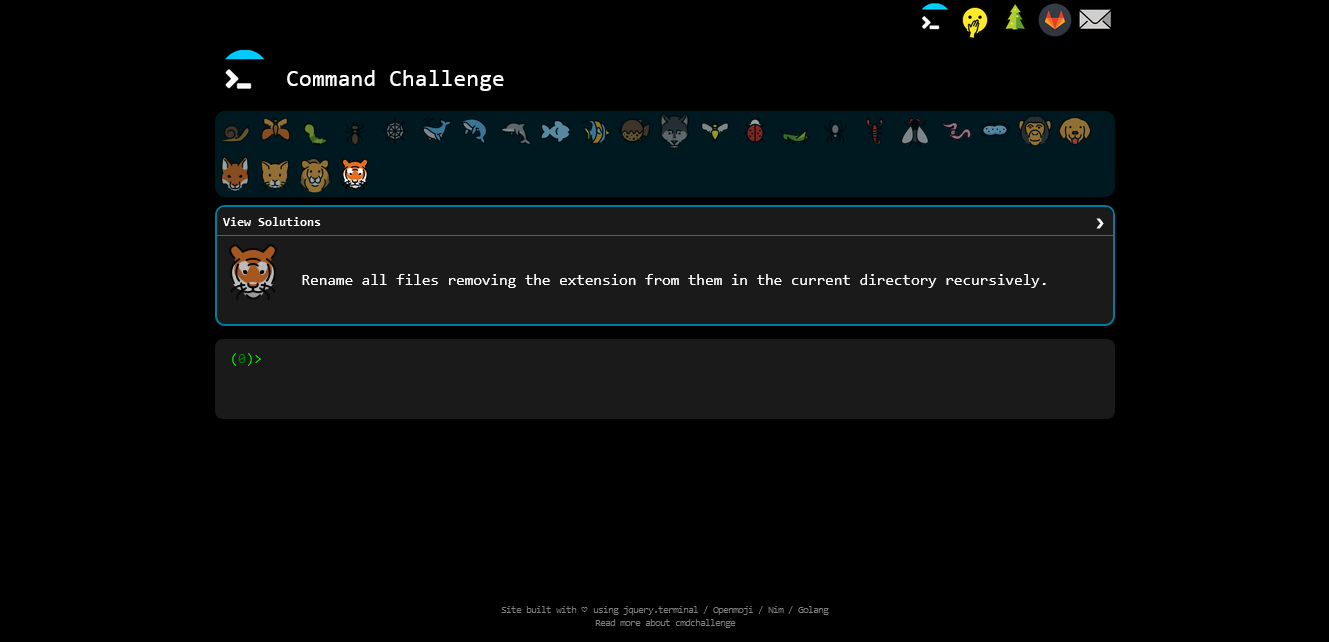 Command Challenge
View Solutions
Rename all files removing the extension from them in the current directory recursively.
(0)>
Site built with ♡ using jquery.terminal / Openmoji / Nim / Golang
Read more about cmdchallenge